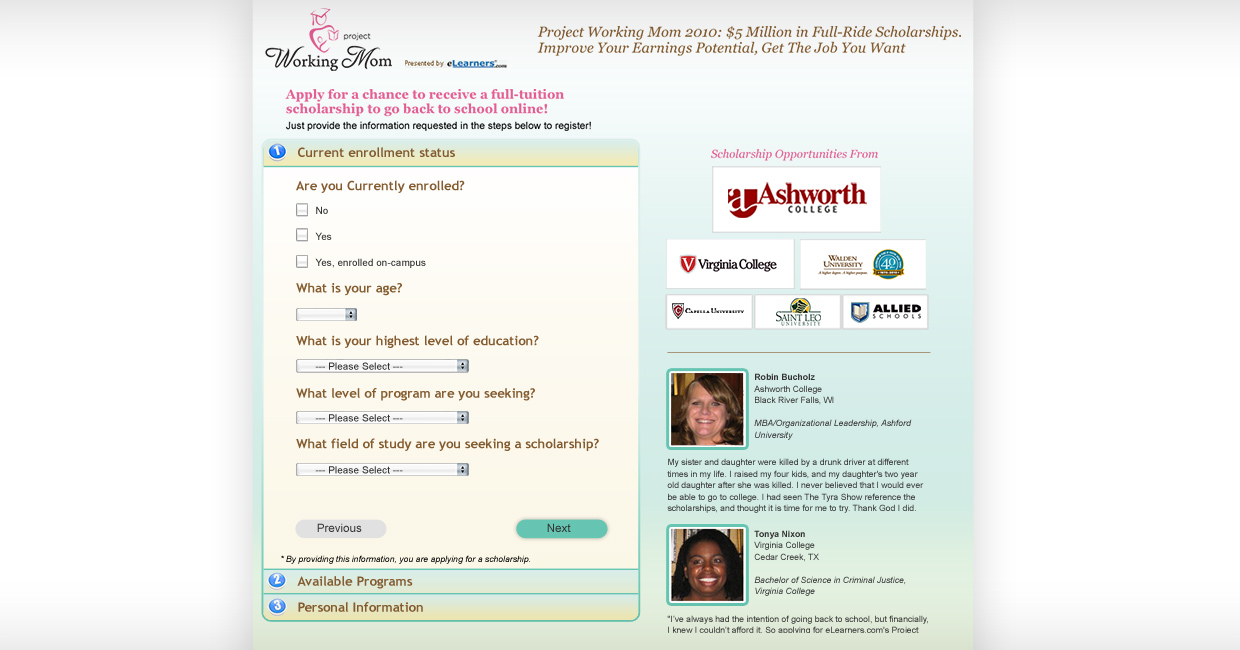 project
Working Mom
Presented by eLearners.com
Project Working Mom 2010: $5 Million in Full-Ride Scholarships.
Improve Your Earnings Potential, Get The Job You Want
Apply for a chance to receive a full-tuition
scholarship to go back to school online!
Just provide the information requested in the steps below to register!
1 Current enrollment status
Are you Currently enrolled?
No
Yes
Yes, enrolled on-campus
What is your age?
What is your highest level of education?
--- Please Select ---
What level of program are you seeking?
--- Please Select ---
What field of study are you seeking a scholarship?
--- Please Select ---
Previous
Next
* By providing this information, you are applying for a scholarship.
2 Available Programs
3 Personal Information
Scholarship Opportunities From
a Ashworth
COLLEGE
V Virginia College
WALDEN
UNIVERSITY
A higher degree. A higher purpose.
40
CAPELLA UNIVERSITY
SAINT LEO
UNIVERSITY
ALLIED
SCHOOLS
Robin Bucholz
Ashworth College
Black River Falls, WI
MBA/Organizational Leadership, Ashford
University
My sister and daughter were killed by a drunk driver at different
times in my life. I raised my four kids, and my daughter's two year
old daughter after she was killed. I never believed that I would ever
be able to go to college. I had seen The Tyra Show reference the
scholarships, and thought it is time for me to try. Thank God I did.
Tonya Nixon
Virginia College
Cedar Creek, TX
Bachelor of Science in Criminal Justice,
Virginia College
"I've always had the intention of going back to school, but financially,
I knew I couldn't afford it. So applying for eLearners.com's Project